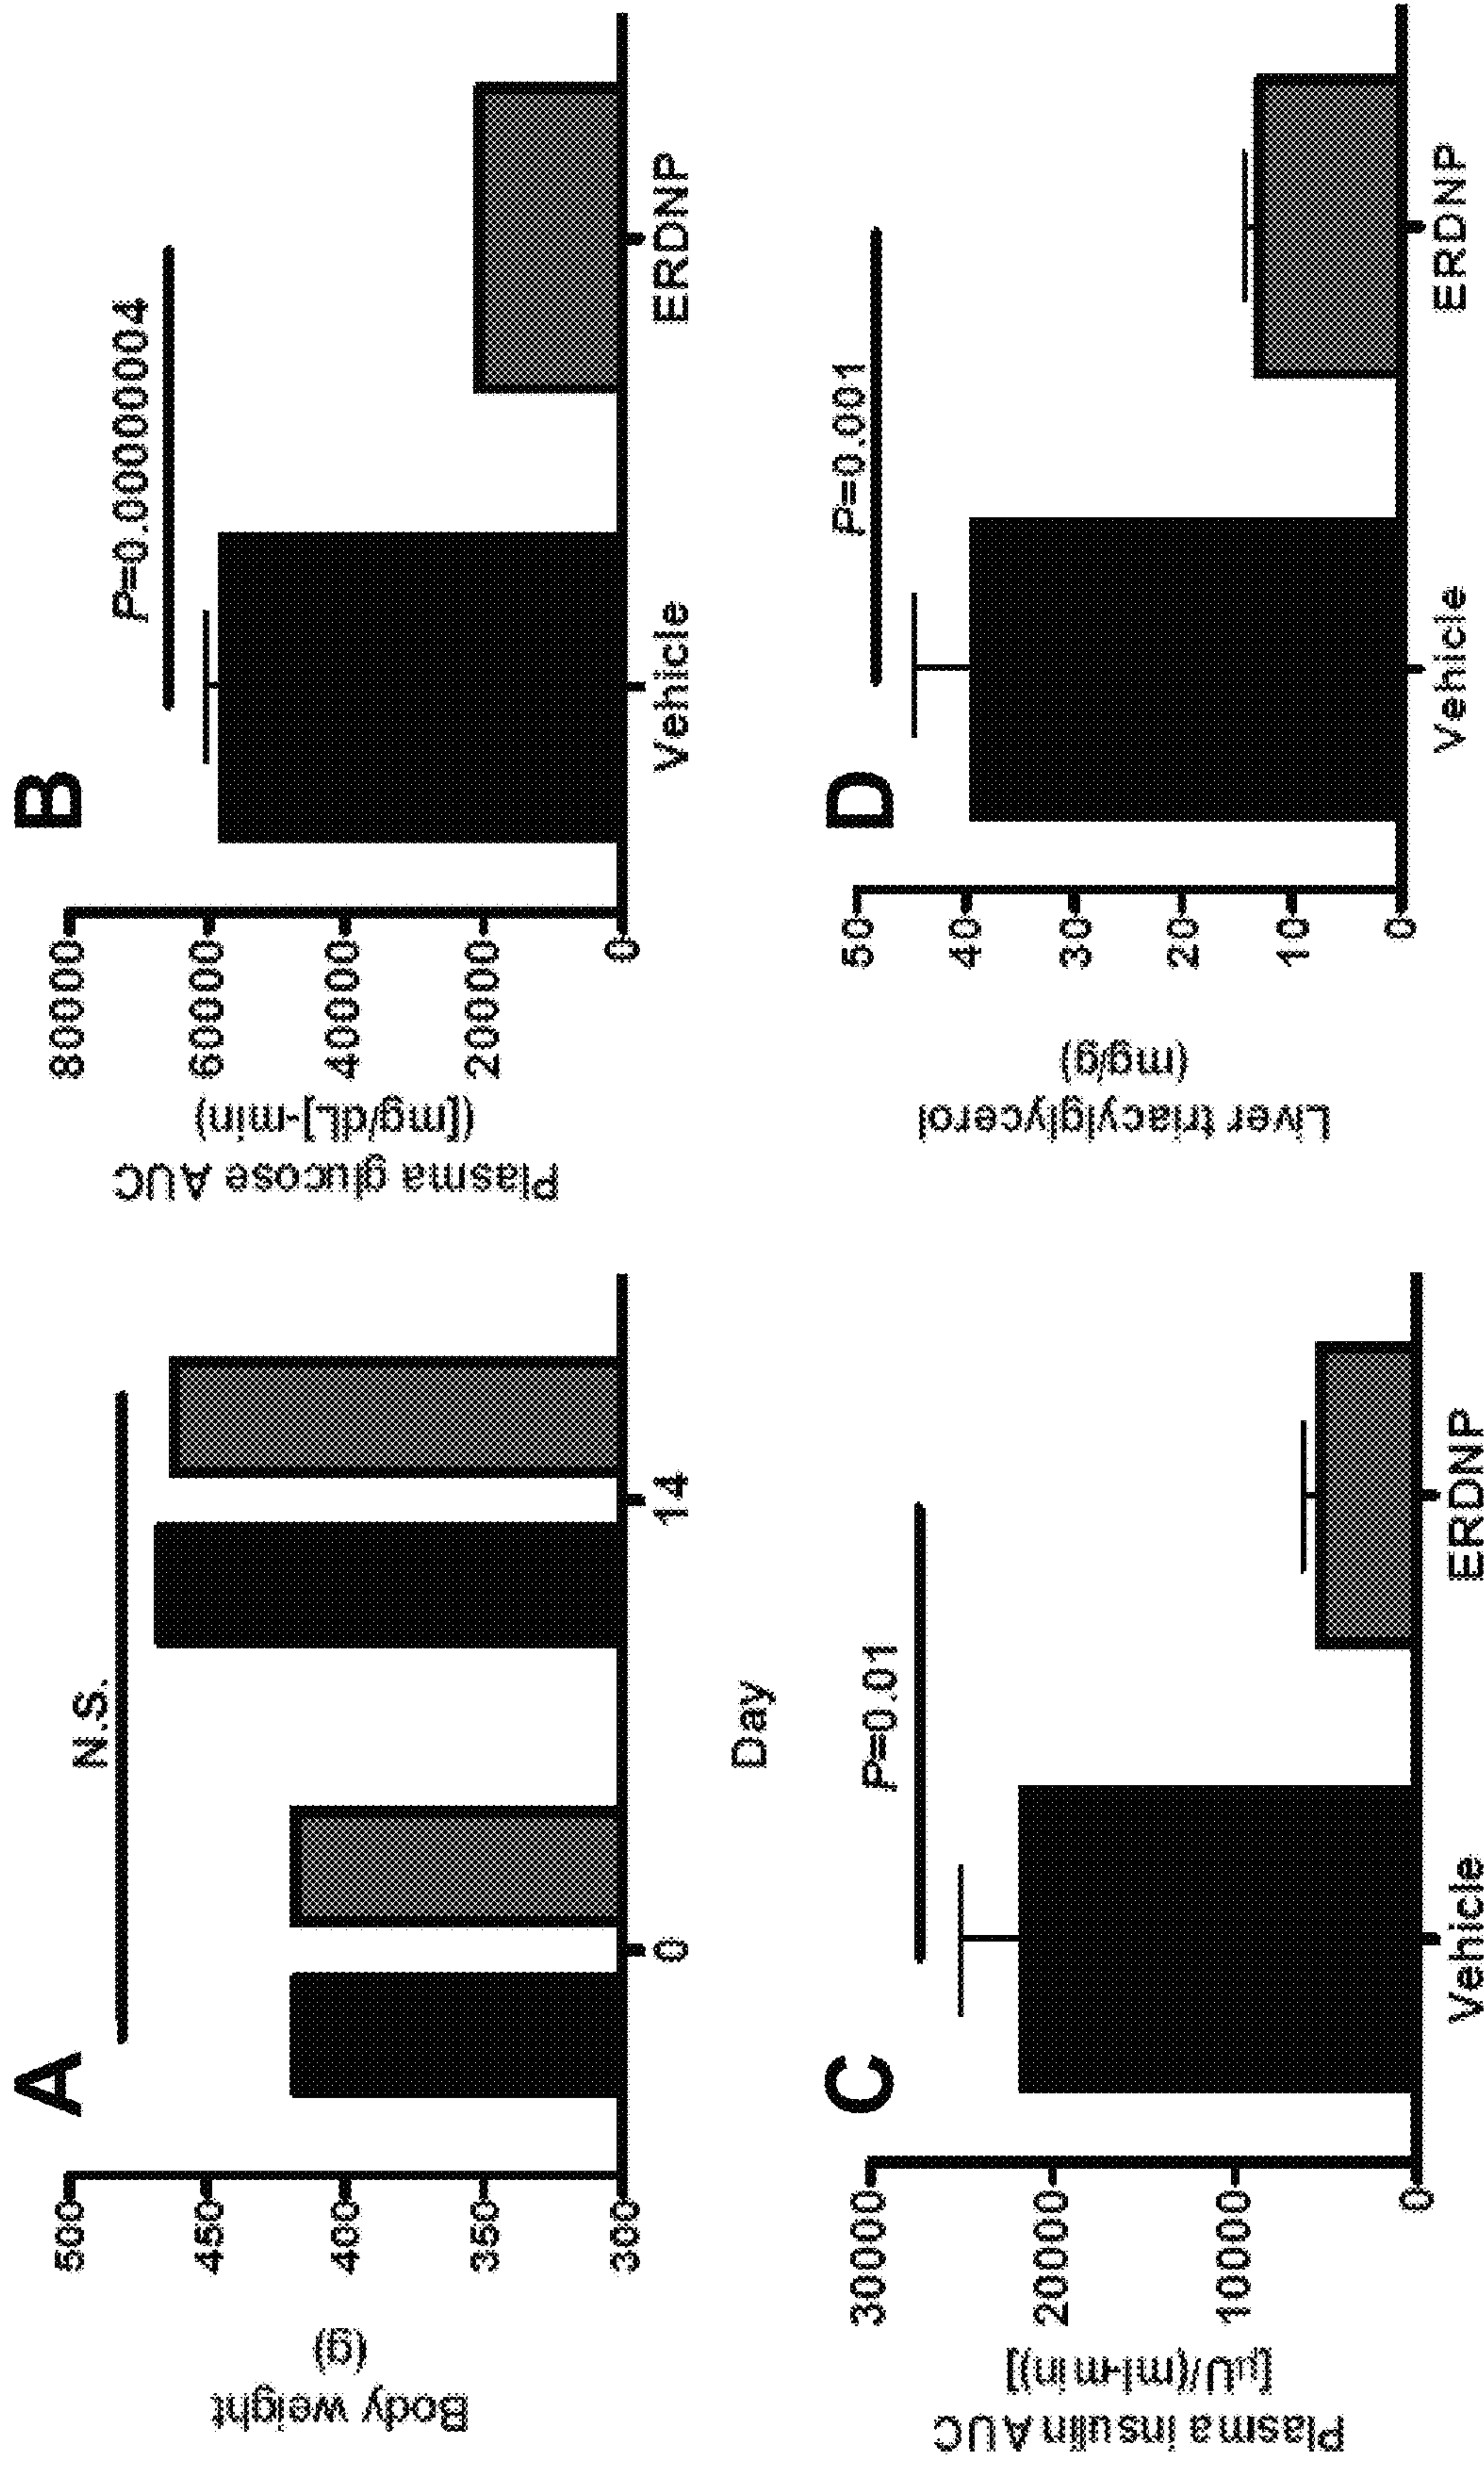 A
N.S.
500
450
400
350
300
Body weight
(g)
0
14
Day
B
P=0.0000004
80000
60000
40000
20000
0
Plasma glucose AUC
([mg/dL]-min)
Vehicle
ERDNP
C
P=0.01
30000
20000
10000
0
Plasma insulin AUC
[µU/(ml-min)]
Vehicle
ERDNP
D
P=0.001
50
40
30
20
10
0
Liver triacylglycerol
(mg/g)
Vehicle
ERDNP